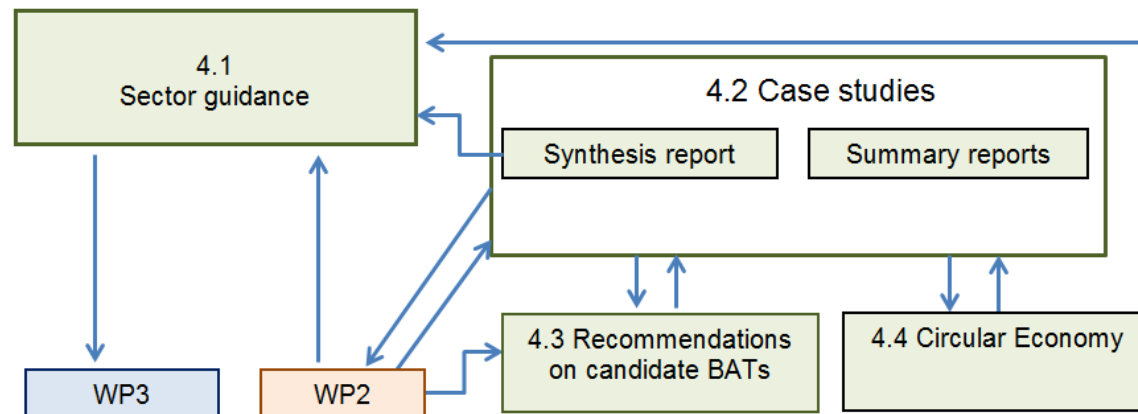 4.1
Sector guidance
4.2 Case studies
Synthesis report
Summary reports
4.3 Recommendations
on candidate BATs
4.4 Circular Economy
WP3
WP2